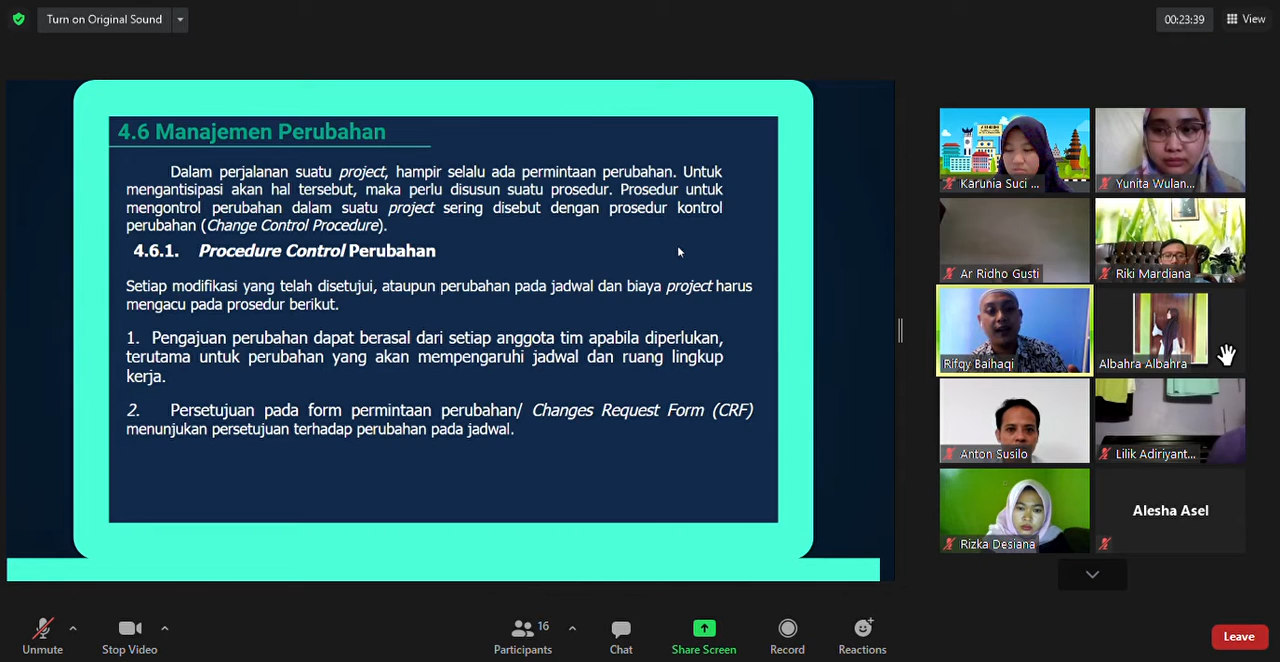 Turn on Original Sound
00:23:39
View
4.6 Manajemen Perubahan
Dalam perjalanan suatu project, hampir selalu ada permintaan perubahan. Untuk
mengantisipasi akan hal tersebut, maka perlu disusun suatu prosedur. Prosedur untuk
mengontrol perubahan dalam suatu project sering disebut dengan prosedur kontrol
perubahan (Change Control Procedure).
4.6.1. Procedure Control Perubahan
Setiap modifikasi yang telah disetujui, ataupun perubahan pada jadwal dan biaya project harus
mengacu pada prosedur berikut.
1. Pengajuan perubahan dapat berasal dari setiap anggota tim apabila diperlukan,
terutama untuk perubahan yang akan mempengaruhi jadwal dan ruang lingkup
kerja.
2. Persetujuan pada form permintaan perubahan/ Changes Request Form (CRF)
menunjukan persetujuan terhadap perubahan pada jadwal.
Karunia Suci ...
Yunita Wulan...
Ar Ridho Gusti
Riki Mardiana
Rifqy Baihaqi
Albahra Albahra
Anton Susilo
Lilik Adiriyant...
Rizka Desiana
Alesha Asel
Unmute
Stop Video
16
Participants
Chat
Share Screen
Record
Reactions
Leave